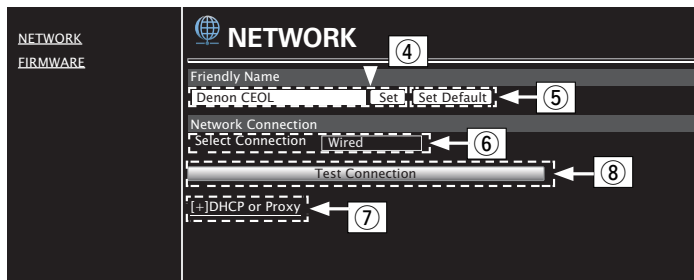 NETWORK
FIRMWARE
NETWORK
④
Friendly Name
Denon CEOL Set Set Default ⑤
Network Connection
Select Connection Wired ⑥
Test Connection ⑧
[+]DHCP or Proxy ⑦